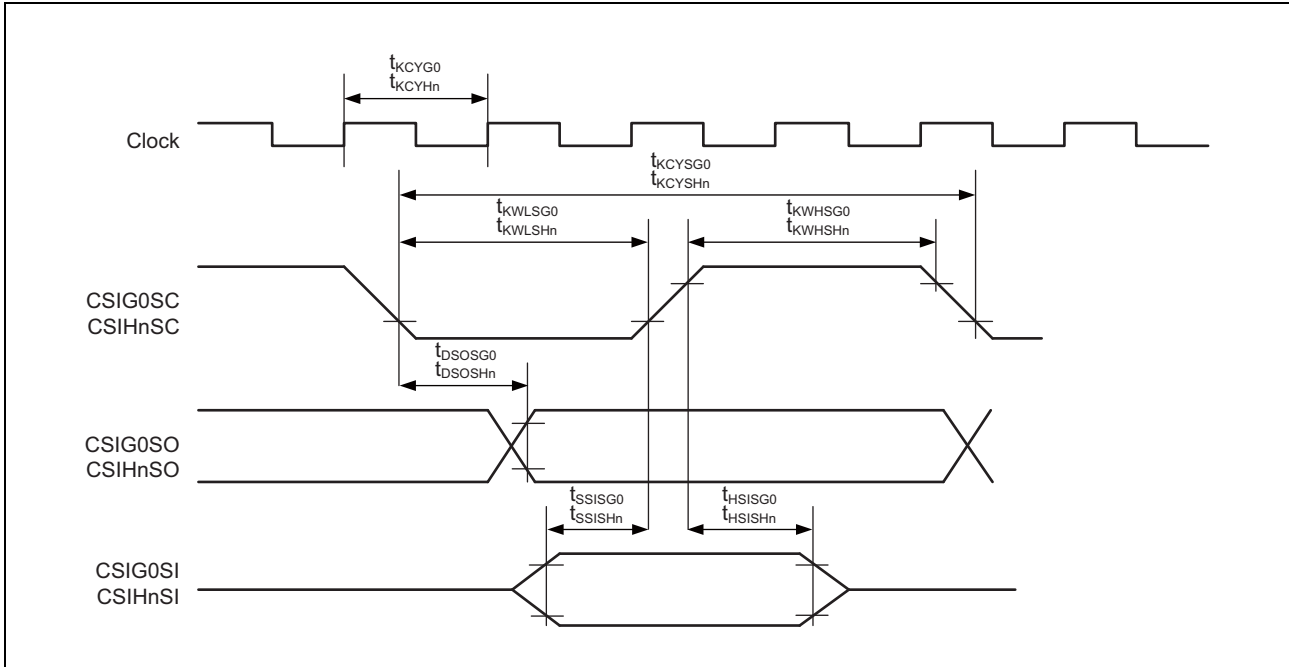 tKCYG0
tKCYHn
Clock
tKCYSG0
tKCYSHn
tKWLSG0
tKWLSHn
tKWHSG0
tKWHSHn
CSIG0SC
CSIHnSC
tDSOSG0
tDSOSHn
CSIG0SO
CSIHnSO
tSSISG0
tSSISHn
tHSISG0
tHSISHn
CSIG0SI
CSIHnSI